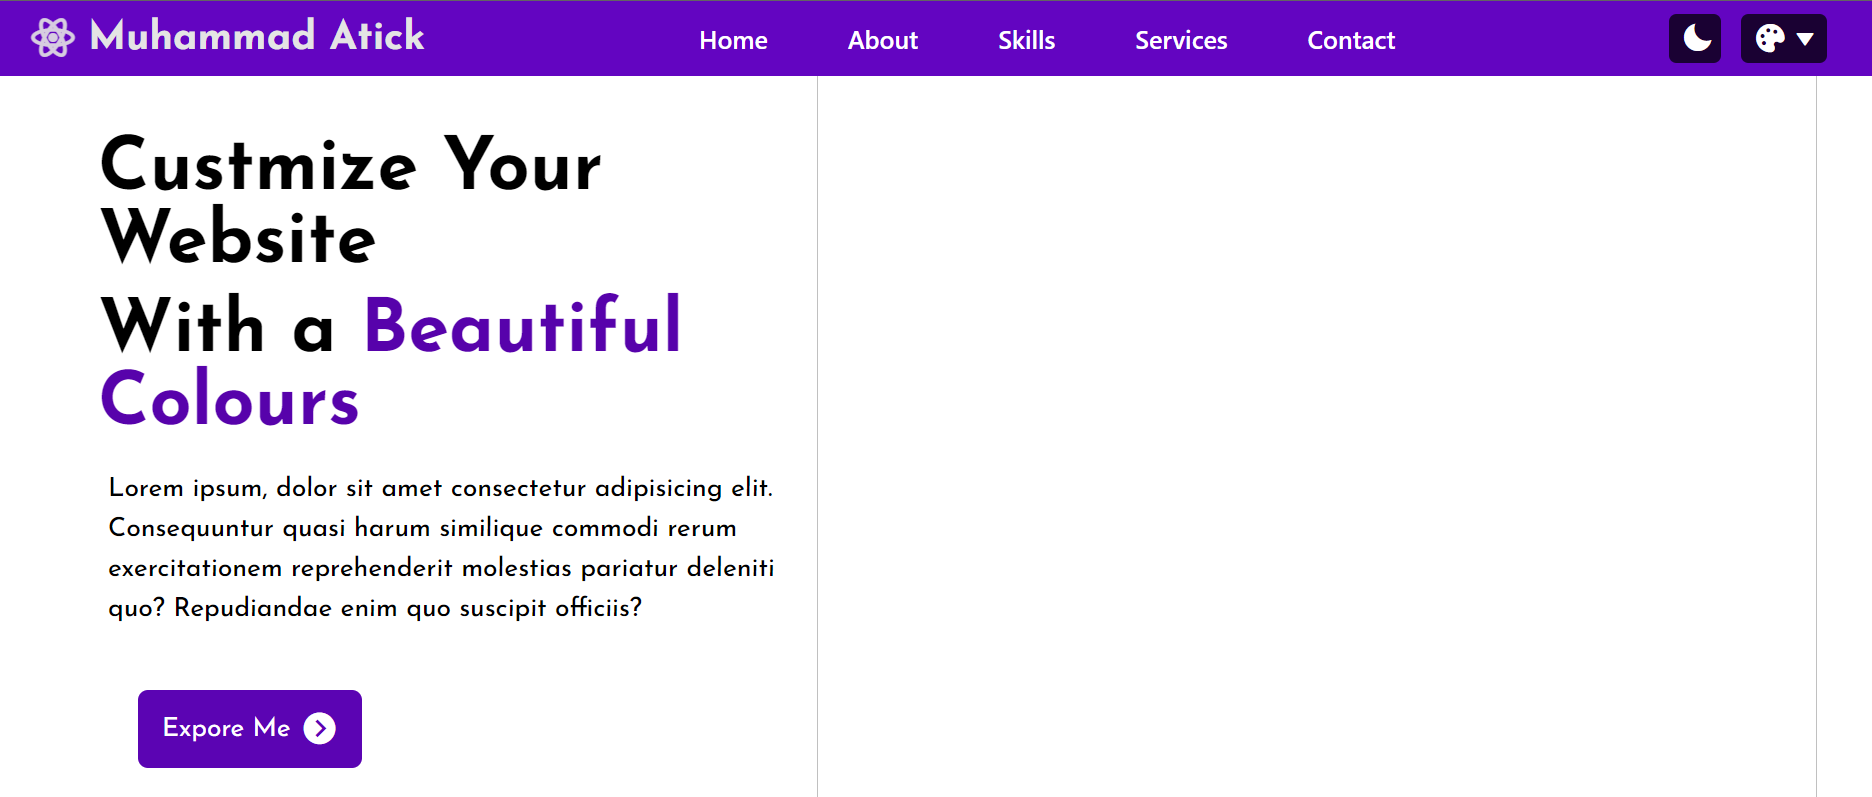 Muhammad Atick
Home About Skills Services Contact
Custmize Your
Website
With a Beautiful
Colours
Lorem ipsum, dolor sit amet consectetur adipisicing elit.
Consequuntur quasi harum similique commodi rerum
exercitationem reprehenderit molestias pariatur deleniti
quo? Repudiandae enim quo suscipit officiis?
Expore Me